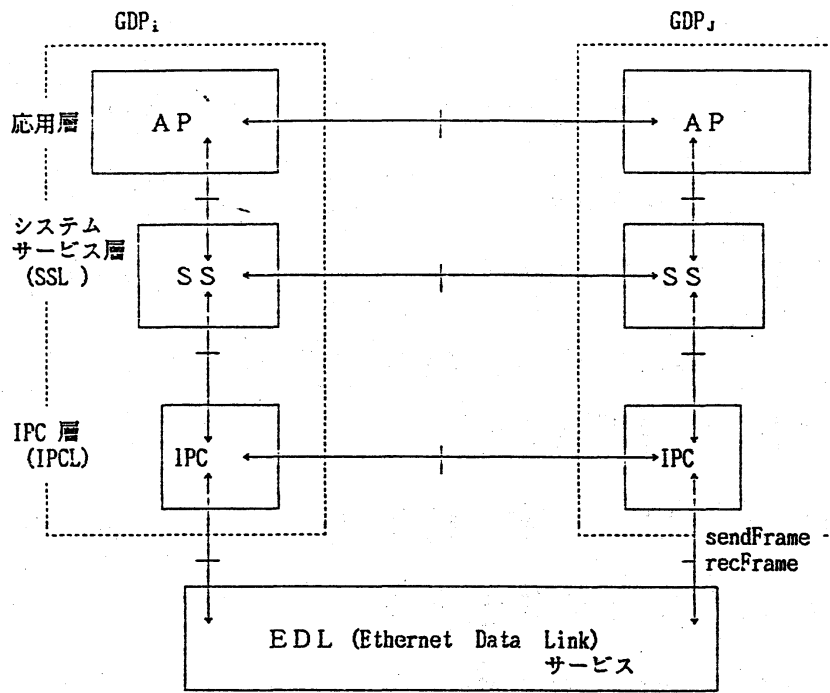 GDPi
GDPJ
応用層
AP
AP
システム
サービス層
(SSL )
SS
SS
IPC 層
(IPCL)
IPC
IPC
sendFrame
recFrame
EDL (Ethernet Data Link)
サービス